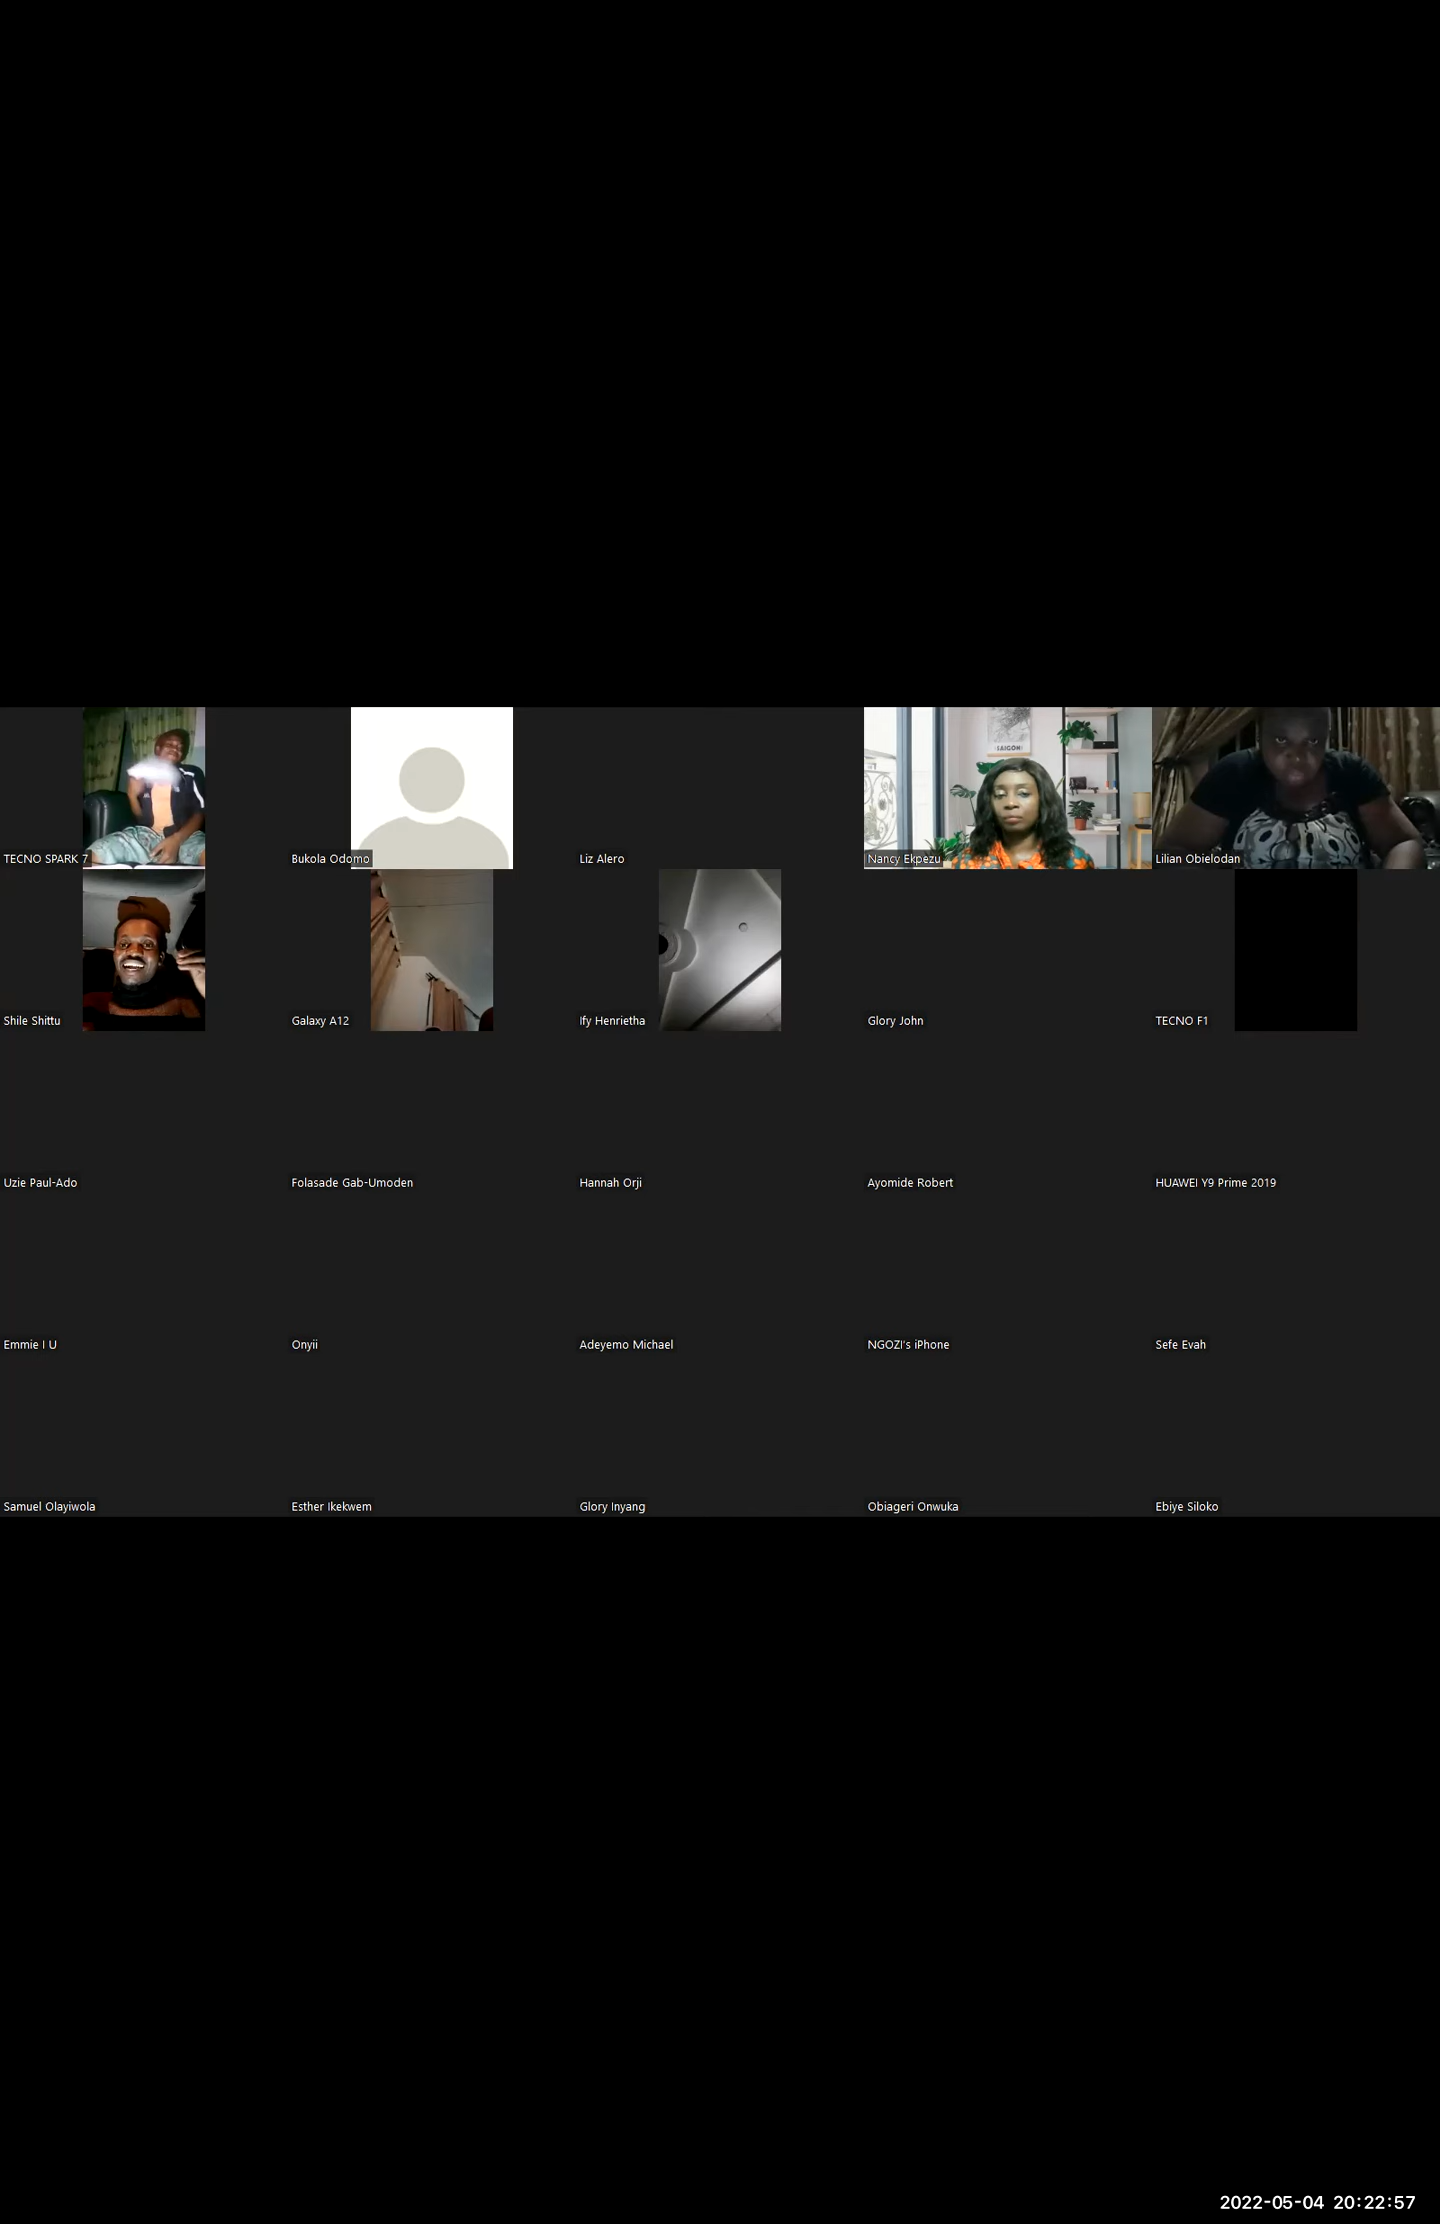 SAIGON
TECNO SPARK 7
Bukola Odomo
Liz Alero
Nancy Ekpezu
Lilian Obielodan
Shile Shittu
Galaxy A12
Ify Henrietha
Glory John
TECNO F1
Uzie Paul-Ado
Folasade Gab-Umoden
Hannah Orji
Ayomide Robert
HUAWEI Y9 Prime 2019
Emmie I U
Onyii
Adeyemo Michael
NGOZI's iPhone
Sefe Evah
Samuel Olayiwola
Esther Ikekwem
Glory Inyang
Obiageri Onwuka
Ebiye Siloko
2022-05-04 20:22:57